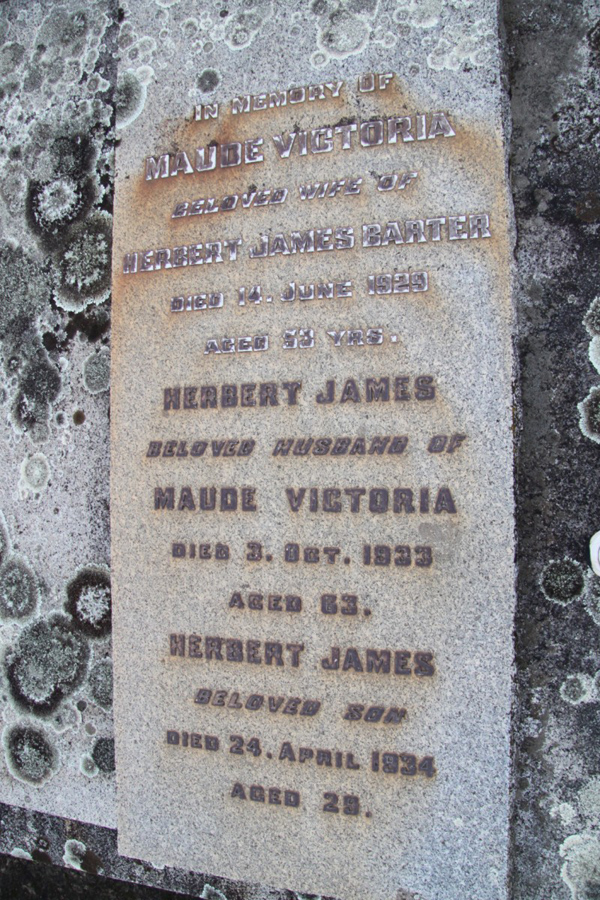 IN MEMORY OF
MAUDE VICTORIA
BELOVED WIFE OF
HERBERT JAMES BARTER
DIED 14. JUNE 1929
AGED 53 YRS.
HERBERT JAMES
BELOVED HUSBAND OF
MAUDE VICTORIA
DIED 3. OCT. 1933
AGED 63.
HERBERT JAMES
BELOVED SON
DIED 24. APRIL 1934
AGED 29.